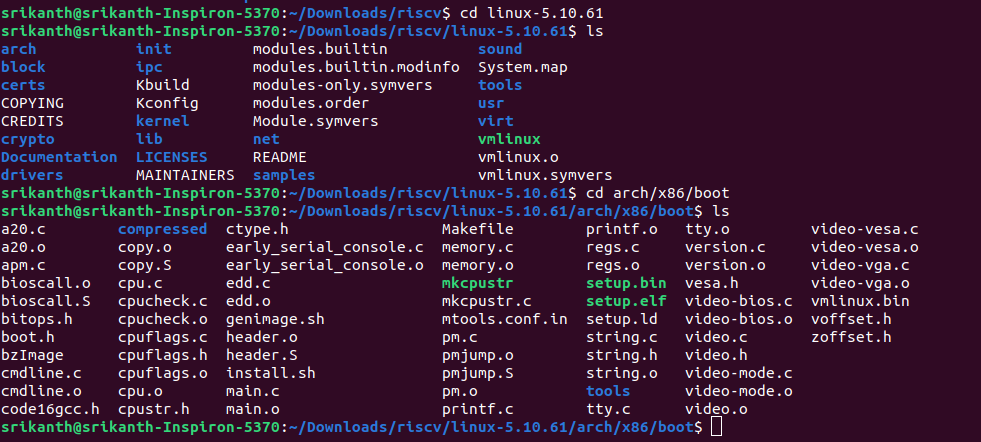 srikanth@srikanth-Inspiron-5370:~/Downloads/riscv$ cd linux-5.10.61
srikanth@srikanth-Inspiron-5370:~/Downloads/riscv/linux-5.10.61$ ls
arch init modules.builtin sound
block ipc modules.builtin.modinfo System.map
certs Kbuild modules-only.symvers tools
COPYING Kconfig modules.order usr
CREDITS kernel Module.symvers virt
crypto lib net vmlinux
Documentation LICENSES README vmlinux.o
drivers MAINTAINERS samples vmlinux.symvers
srikanth@srikanth-Inspiron-5370:~/Downloads/riscv/linux-5.10.61$ cd arch/x86/boot
srikanth@srikanth-Inspiron-5370:~/Downloads/riscv/linux-5.10.61/arch/x86/boot$ ls
a20.c compressed ctype.h Makefile printf.o tty.o video-vesa.c
a20.o copy.o early_serial_console.c memory.c regs.c version.c video-vesa.o
apm.c copy.S early_serial_console.o memory.o regs.o version.o video-vga.c
bioscall.o cpu.c edd.c mkcpustr setup.bin vesa.h video-vga.o
bioscall.S cpucheck.c edd.o mkcpustr.c setup.elf video-bios.c vmlinux.bin
bitops.h cpucheck.o genimage.sh mtools.conf.in setup.ld video-bios.o voffset.h
boot.h cpuflags.c header.o pm.c string.c video.c zoffset.h
bzImage cpuflags.h header.S pmjump.o string.h video.h
cmdline.c cpuflags.o install.sh pmjump.S string.o video-mode.c
cmdline.o cpu.o main.c pm.o tools video-mode.o
code16gcc.h cpustr.h main.o printf.c tty.c video.o
srikanth@srikanth-Inspiron-5370:~/Downloads/riscv/linux-5.10.61/arch/x86/boot$